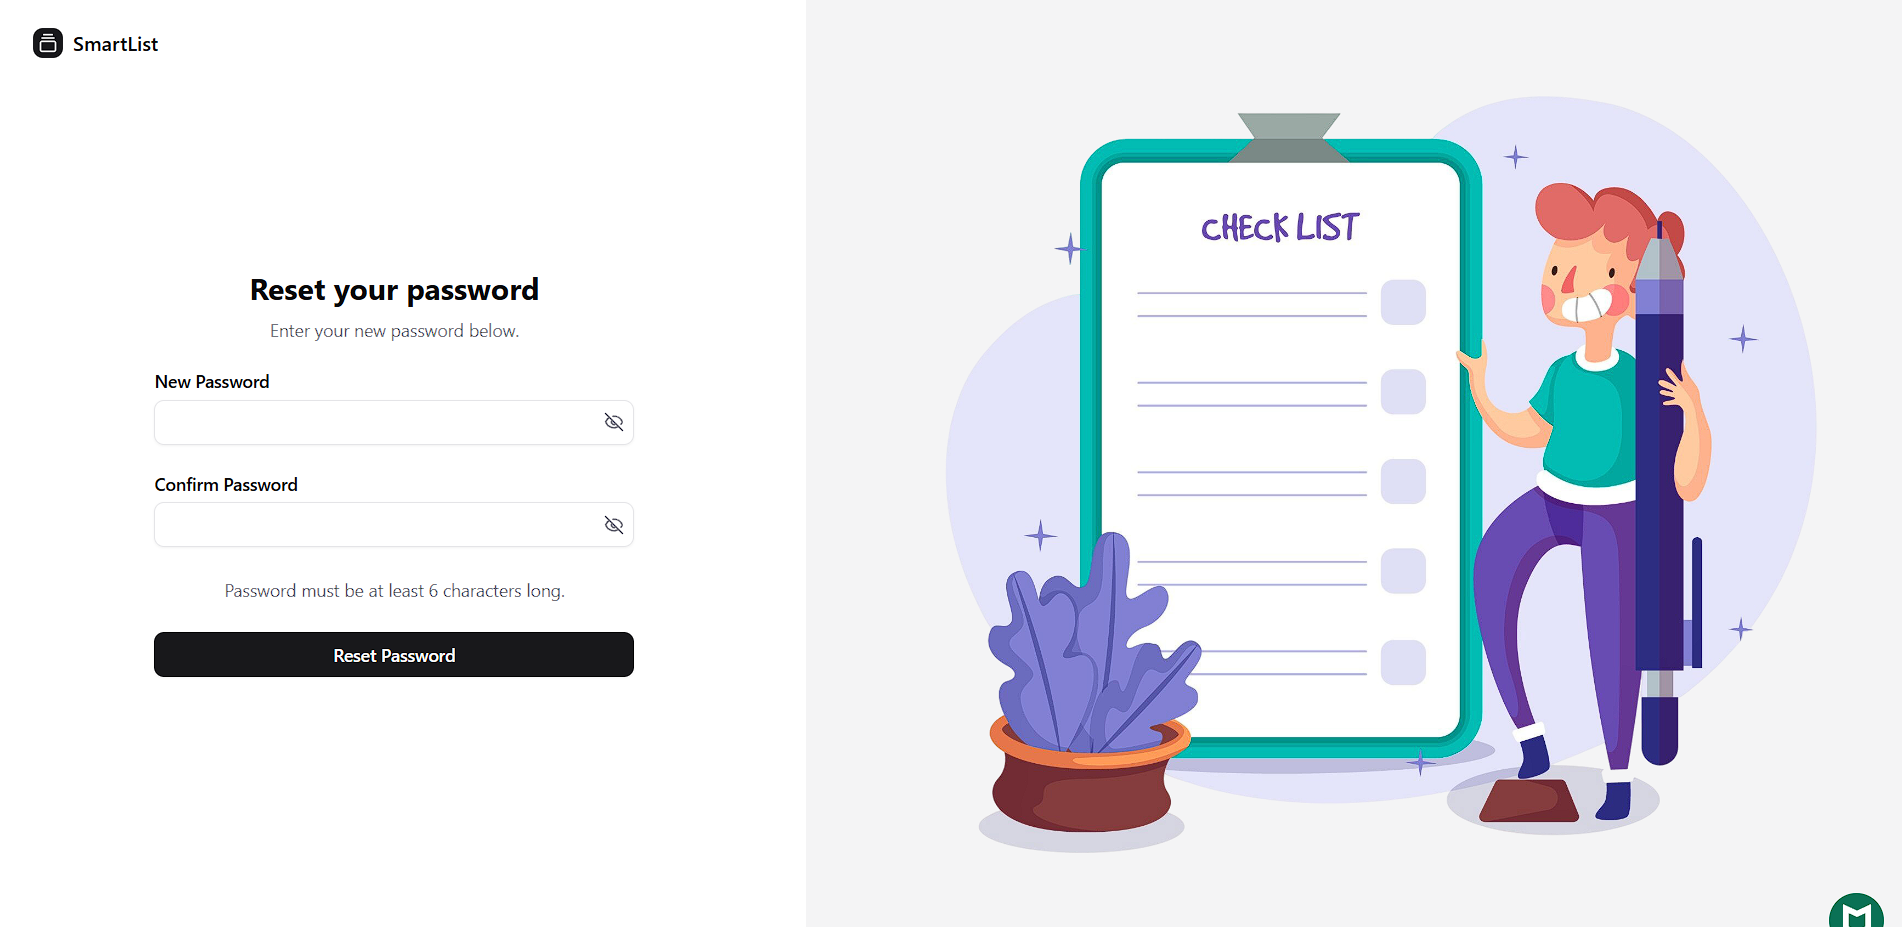 SmartList
Reset your password
Enter your new password below.
New Password
Confirm Password
Password must be at least 6 characters long.
Reset Password
CHECK LIST
M